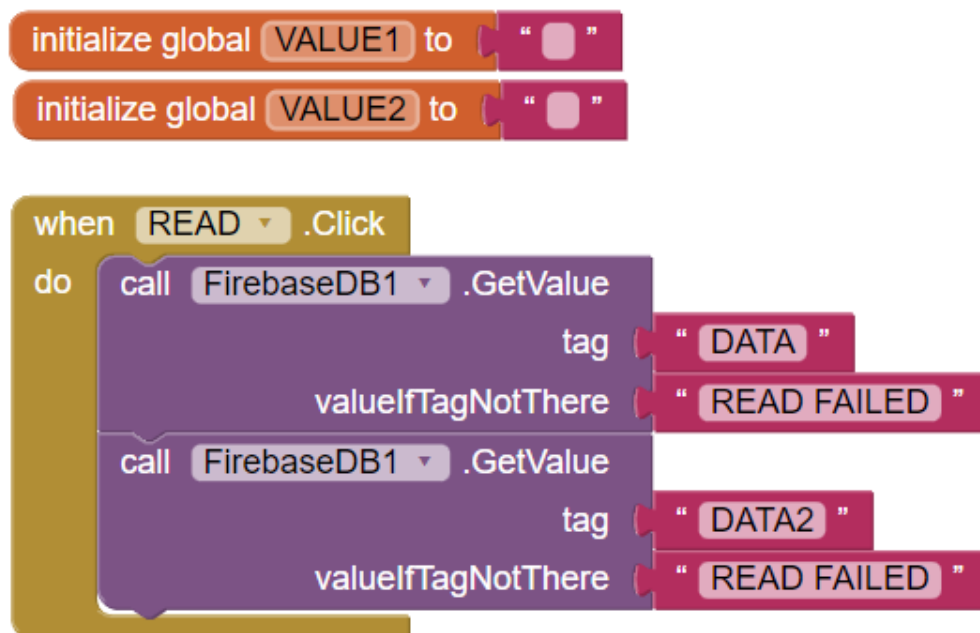 initialize global VALUE1 to " "
initialize global VALUE2 to " "
when READ .Click
do call FirebaseDB1 .GetValue
tag " DATA "
valueIfTagNotThere " READ FAILED "
call FirebaseDB1 .GetValue
tag " DATA2 "
valueIfTagNotThere " READ FAILED "